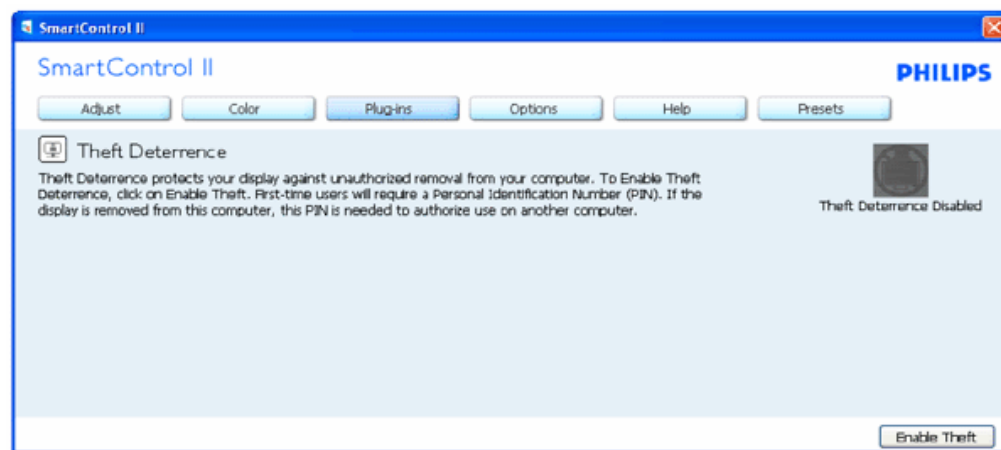 SmartControl II
SmartControl II
PHILIPS
Adjust
Color
Plug-ins
Options
Help
Presets
Theft Deterrence
Theft Deterrence protects your display against unauthorized removal from your computer. To Enable Theft
Deterrence, click on Enable Theft. First-time users will require a Personal Identification Number (PIN). If the
display is removed from this computer, this PIN is needed to authorize use on another computer.
Theft Deterrence Disabled
Enable Theft